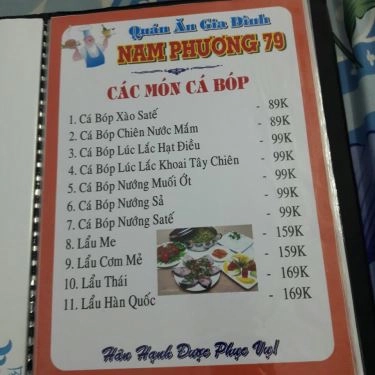 Quán Ăn Gia Đình
NAM PHƯƠNG 79
CÁC MÓN CÁ BÓP
1. Cá Bóp Xào Satế - 89K
2. Cá Bóp Chiên Nước Mắm - 89K
3. Cá Bóp Lúc Lắc Hạt Điều - 99K
4. Cá Bóp Lúc Lắc Khoai Tây Chiên - 99K
5. Cá Bóp Nướng Muối Ớt - 99K
6. Cá Bóp Nướng Sả - 99K
7. Cá Bóp Nướng Satế - 99K
8. Lẩu Me - 159K
9. Lẩu Cơm Mẻ - 159K
10. Lẩu Thái - 169K
11. Lẩu Hàn Quốc - 169K
Hân Hạnh Được Phục Vụ!